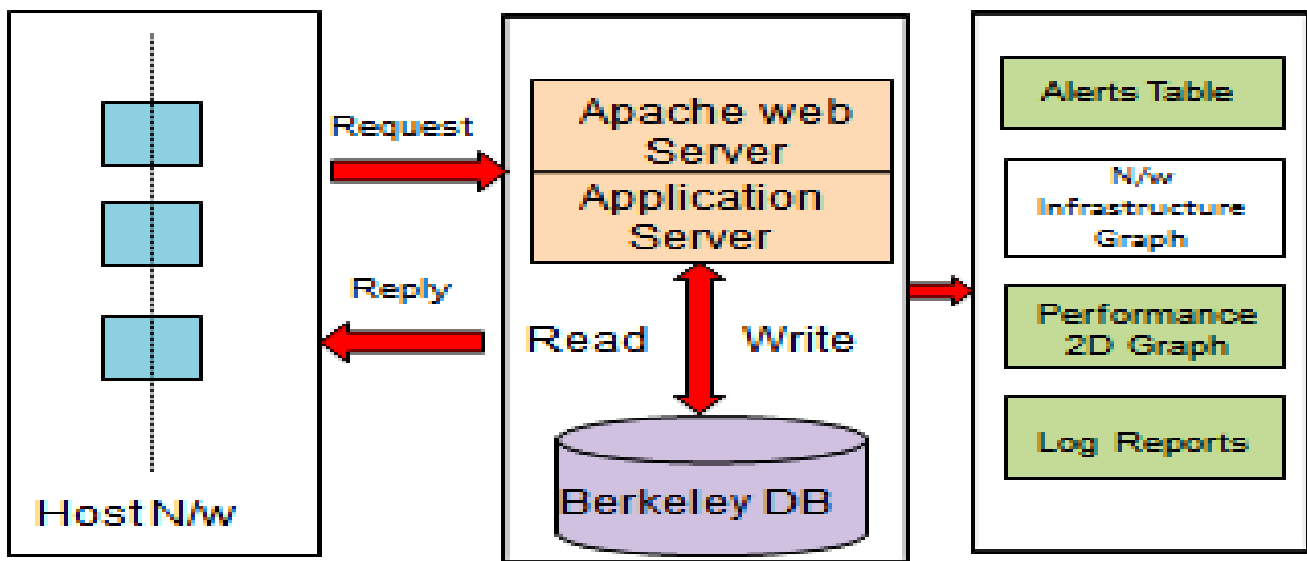 Host N/w
Request
Reply
Apache web
Server
Application
Server
Read Write
Berkeley DB
Alerts Table
N/w
Infrastructure
Graph
Performance
2D Graph
Log Reports